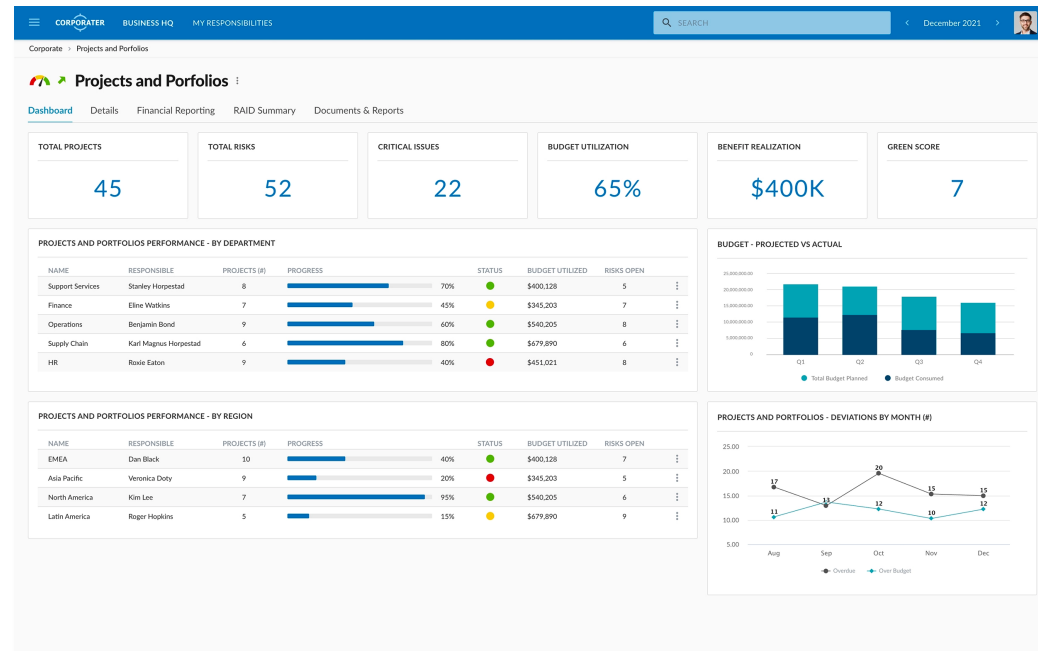 CORPORATER BUSINESS HQ MY RESPONSIBILITIES SEARCH < December 2021 >
Corporate > Projects and Porfolios
Projects and Porfolios
Dashboard Details Financial Reporting RAID Summary Documents & Reports
TOTAL PROJECTS TOTAL RISKS CRITICAL ISSUES BUDGET UTILIZATION BENEFIT REALIZATION GREEN SCORE
45 52 22 65% $400K 7
PROJECTS AND PORTFOLIOS PERFORMANCE - BY DEPARTMENT
NAME RESPONSIBLE PROJECTS (#) PROGRESS STATUS BUDGET UTILIZED RISKS OPEN
Support Services Stanley Horpestad 8 70% $400,128 5
Finance Eline Watkins 7 45% $345,203 7
Operations Benjamin Bond 9 60% $540,205 8
Supply Chain Karl Magnus Horpestad 6 80% $679,890 6
HR Roxie Eaton 9 40% $451,021 8
BUDGET - PROJECTED VS ACTUAL
25,000,000.00
20,000,000.00
15,000,000.00
10,000,000.00
5,000,000.00
0
Q1 Q2 Q3 Q4
Total Budget Planned Budget Consumed
PROJECTS AND PORTFOLIOS PERFORMANCE - BY REGION
NAME RESPONSIBLE PROJECTS (#) PROGRESS STATUS BUDGET UTILIZED RISKS OPEN
EMEA Dan Black 10 40% $400,128 7
Asia Pacific Veronica Doty 9 20% $345,203 5
North America Kim Lee 7 95% $540,205 6
Latin America Roger Hopkins 5 15% $679,890 9
PROJECTS AND PORTFOLIOS - DEVIATIONS BY MONTH (#)
25.00
20.00
15.00
10.00
5.00
17 20 15 15
11 13 12 10 12
Aug Sep Oct Nov Dec
Overdue Over Budget